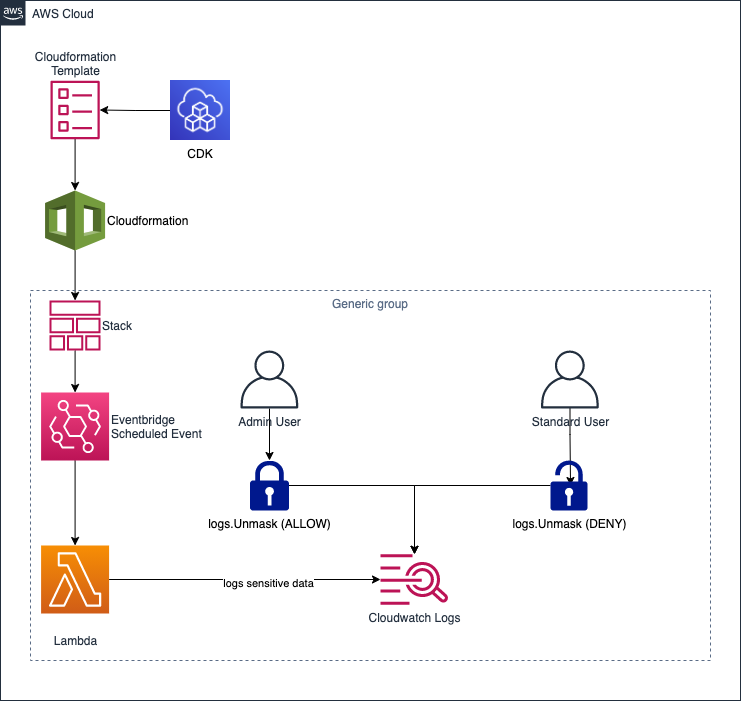 aws
AWS Cloud
Cloudformation
Template
CDK
Cloudformation
Generic group
Stack
Eventbridge
Scheduled Event
Admin User
Standard User
logs.Unmask (ALLOW)
logs.Unmask (DENY)
logs sensitive data
Cloudwatch Logs
Lambda